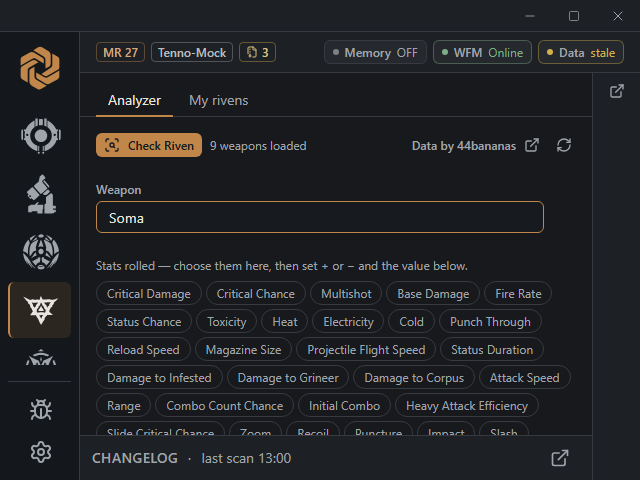 MR 27 Tenno-Mock 3 Memory OFF WFM Online Data stale
Analyzer My rivens
Check Riven 9 weapons loaded Data by 44bananas
Weapon
Soma
Stats rolled — choose them here, then set + or − and the value below.
Critical Damage Critical Chance Multishot Base Damage Fire Rate
Status Chance Toxicity Heat Electricity Cold Punch Through
Reload Speed Magazine Size Projectile Flight Speed Status Duration
Damage to Infested Damage to Grineer Damage to Corpus Attack Speed
Range Combo Count Chance Initial Combo Heavy Attack Efficiency
Slide Critical Chance Zoom Recoil Puncture Impact Slash
CHANGELOG · last scan 13:00